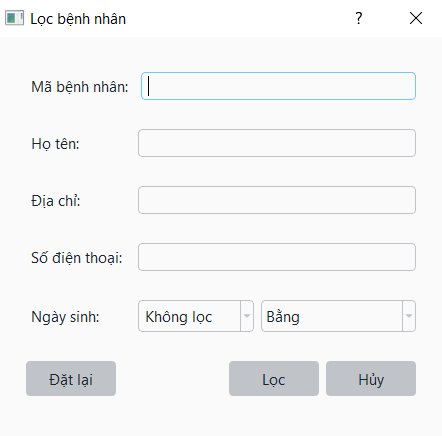 Lọc bệnh nhân
?
Mã bệnh nhân:
Họ tên:
Địa chỉ:
Số điện thoại:
Ngày sinh: Không lọc Bằng
Đặt lại Lọc Hủy